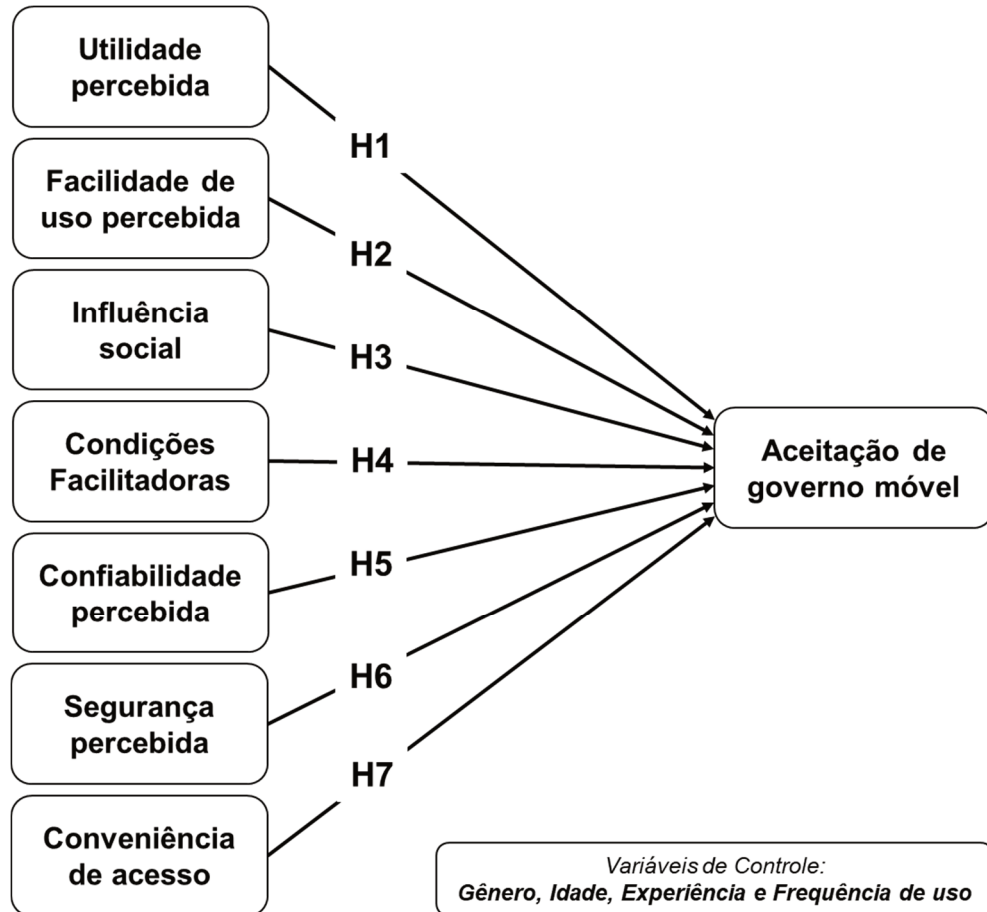 Utilidade
percebida
H1
Facilidade de
uso percebida
H2
Influência
social
H3
Condições
Facilitadoras
H4
Aceitação de
governo móvel
Confiabilidade
percebida
H5
Segurança
percebida
H6
Conveniência
de acesso
H7
Variáveis de Controle:
Gênero, Idade, Experiência e Frequência de uso